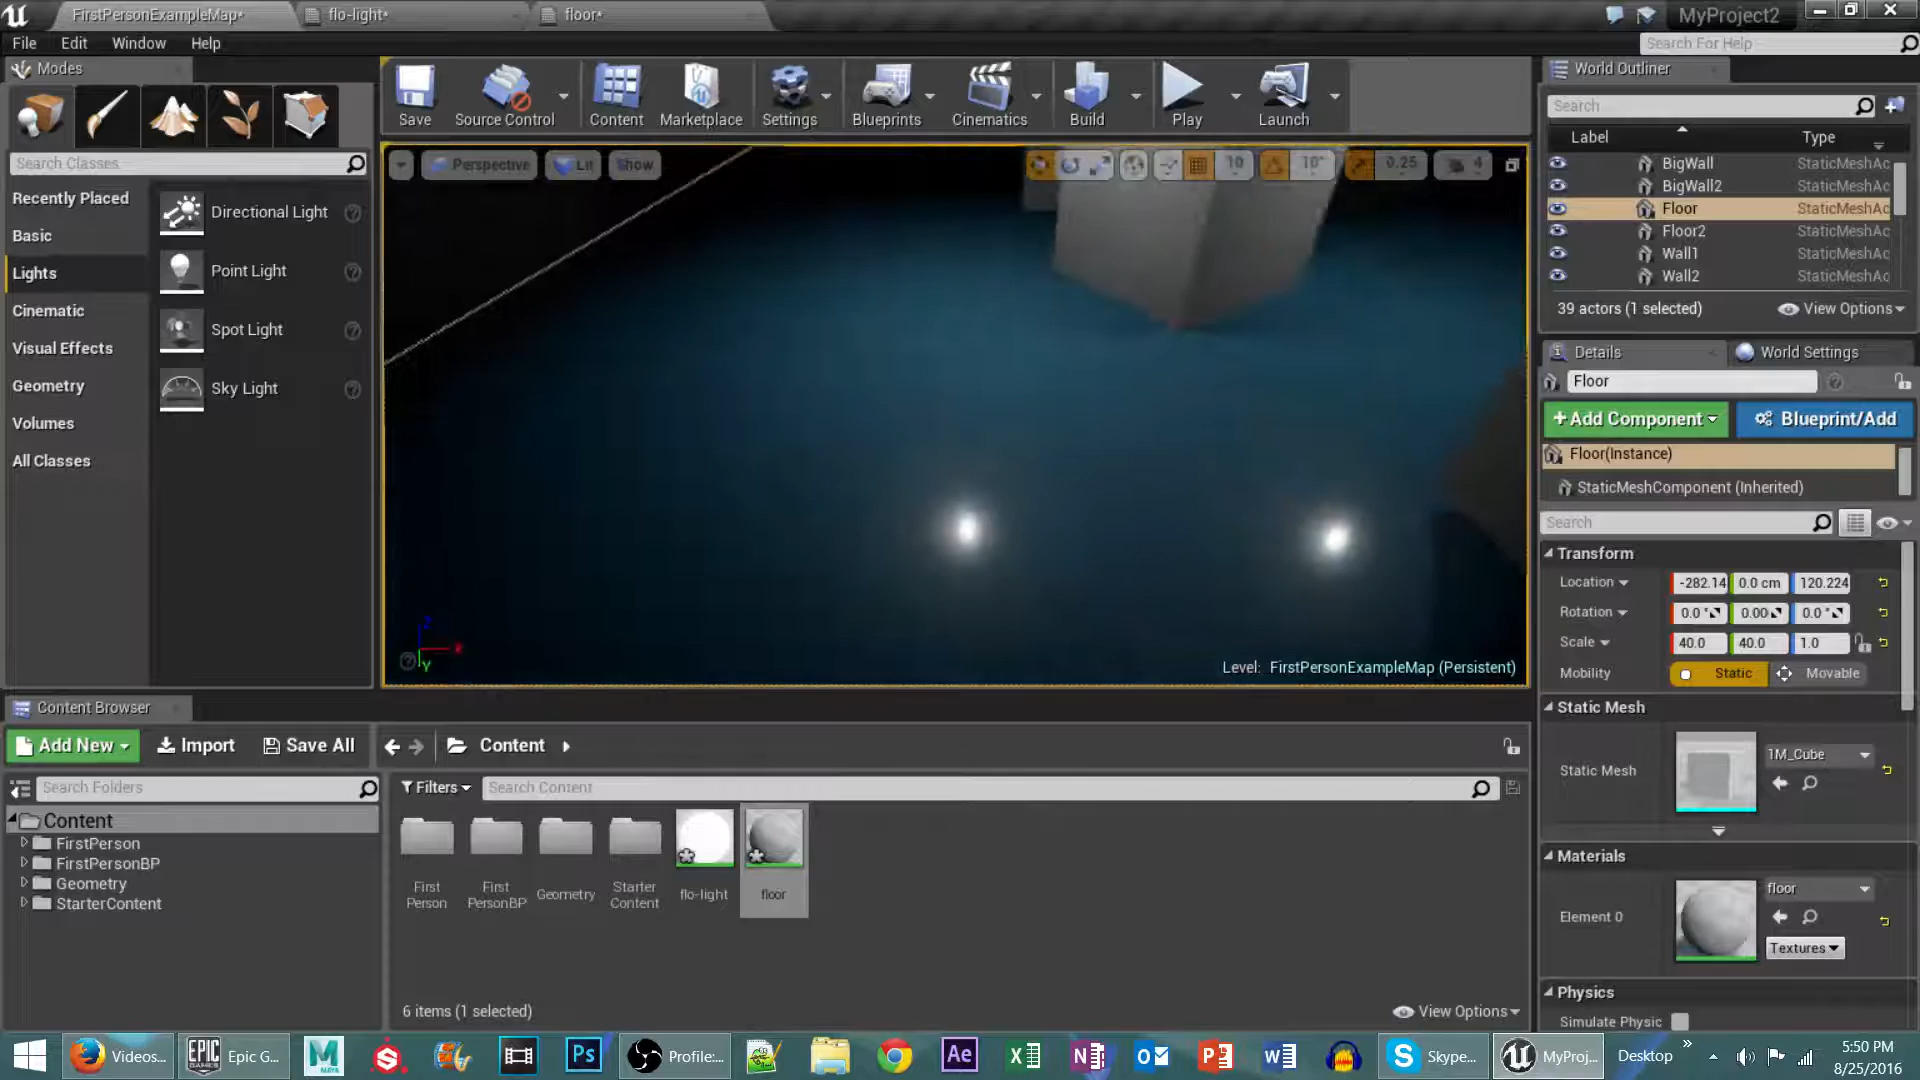 FirstPersonExampleMap*
flo-light*
floor*
MyProject2
File
Edit
Window
Help
Search For Help
Modes
Search Classes
Recently Placed
Basic
Lights
Cinematic
Visual Effects
Geometry
Volumes
All Classes
Directional Light
Point Light
Spot Light
Sky Light
Save
Source Control
Content
Marketplace
Settings
Blueprints
Cinematics
Build
Play
Launch
Perspective
Lit
Show
10
10°
0.25
4
Z
X
Y
Level: FirstPersonExampleMap (Persistent)
World Outliner
Search
Label
Type
BigWall StaticMeshAc
BigWall2 StaticMeshAc
Floor StaticMeshAc
Floor2 StaticMeshAc
Wall1 StaticMeshAc
Wall2 StaticMeshAc
39 actors (1 selected)
View Options
Details
World Settings
Floor
+Add Component
Blueprint/Add
Floor(Instance)
StaticMeshComponent (Inherited)
Search
Transform
Location -282.14 0.0 cm 120.224
Rotation 0.0 ° 0.00 0.0 °
Scale 40.0 40.0 1.0
Mobility Static Movable
Static Mesh
Static Mesh
1M_Cube
Materials
Element 0
floor
Textures
Physics
Simulate Physic
Content Browser
Add New
Import
Save All
Content
Search Folders
Content
FirstPerson
FirstPersonBP
Geometry
StarterContent
Filters
Search Content
First
Person
First
PersonBP
Geometry
Starter
Content
flo-light
floor
6 items (1 selected)
View Options
Videos...
EPIC
GAMES
Epic G...
M
MAYA
Ps
Profile:...
Ae
X
N
O
P
W
S
Skype...
MyProj...
Desktop
»
5:50 PM
8/25/2016